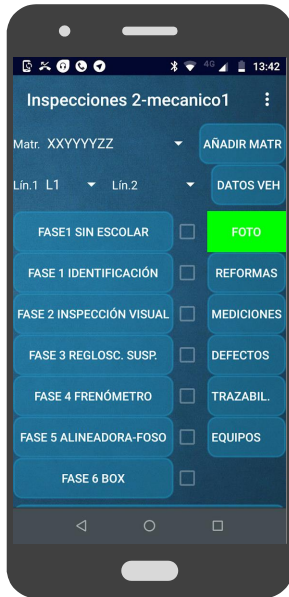 4G 13:42
Inspecciones 2-mecanico1
Matr. XXYYYYZZ AÑADIR MATR
Lín.1 L1 Lín.2 DATOS VEH
FASE1 SIN ESCOLAR FOTO
FASE 1 IDENTIFICACIÓN REFORMAS
FASE 2 INSPECCIÓN VISUAL MEDICIONES
FASE 3 REGLOSC. SUSP. DEFECTOS
FASE 4 FRENÓMETRO TRAZABIL.
FASE 5 ALINEADORA-FOSO EQUIPOS
FASE 6 BOX